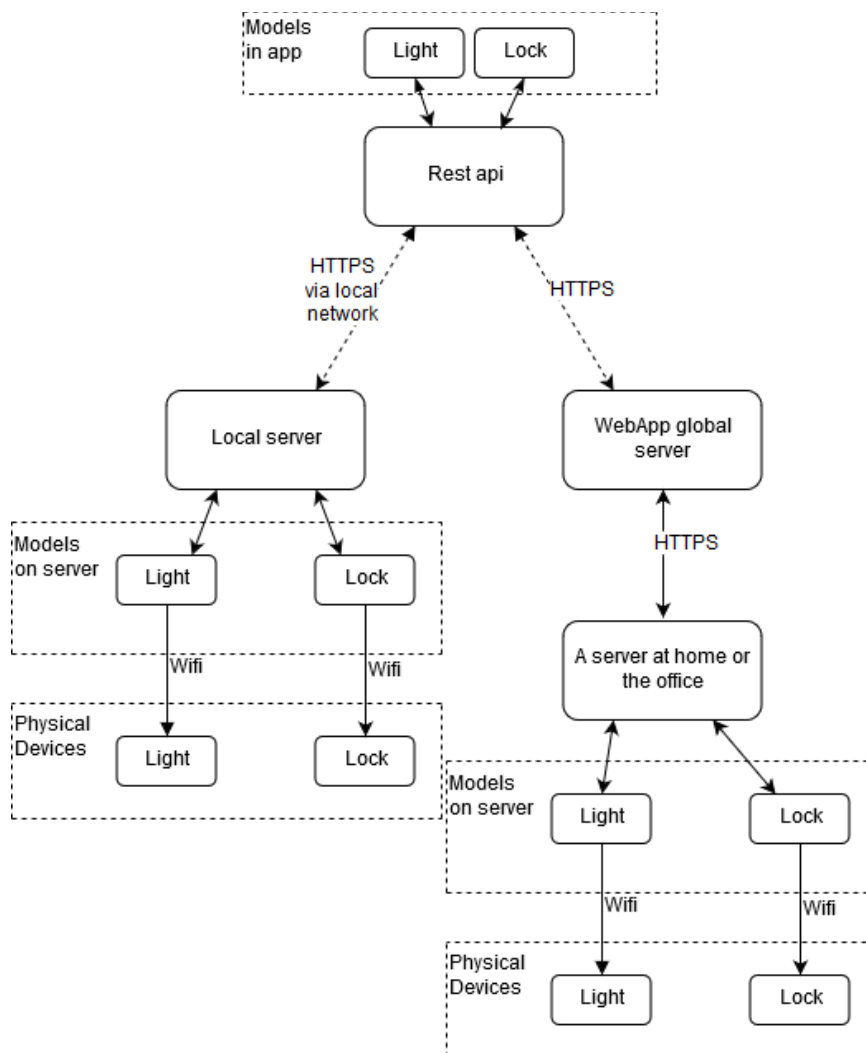 Models
in app
Light
Lock
Rest api
HTTPS
via local
network
HTTPS
Local server
WebApp global
server
Models
on server
Light
Lock
HTTPS
Wifi
Wifi
A server at home or
the office
Physical
Devices
Light
Lock
Models
on server
Light
Lock
Wifi
Wifi
Physical
Devices
Light
Lock